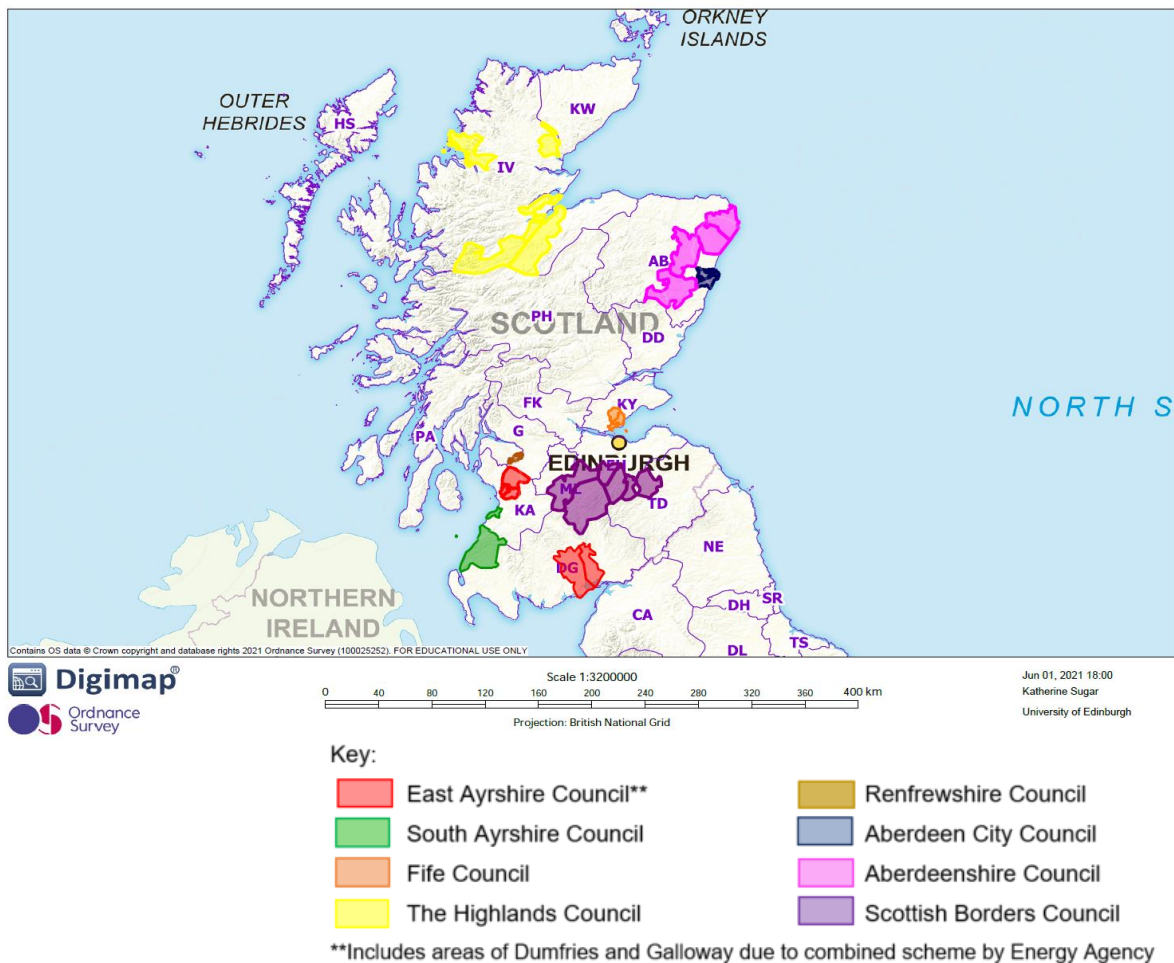 ORKNEY
ISLANDS
OUTER
HEBRIDES
HS
KW
IV
AB
PH
SCOTLAND
DD
FK
KY
G
PA
NORTH S
EDINBURGH
EH
ML
KA
TD
DG
NE
NORTHERN
IRELAND
CA
DH
SR
DL
TS
Contains OS data © Crown copyright and database rights 2021 Ordnance Survey (100025252). FOR EDUCATIONAL USE ONLY
Digimap®
Ordnance
Survey
Scale 1:3200000
0 40 80 120 160 200 240 280 320 360 400 km
Projection: British National Grid
Jun 01, 2021 18:00
Katherine Sugar
University of Edinburgh
Key:
East Ayrshire Council**
South Ayrshire Council
Fife Council
The Highlands Council
Renfrewshire Council
Aberdeen City Council
Aberdeenshire Council
Scottish Borders Council
**Includes areas of Dumfries and Galloway due to combined scheme by Energy Agency